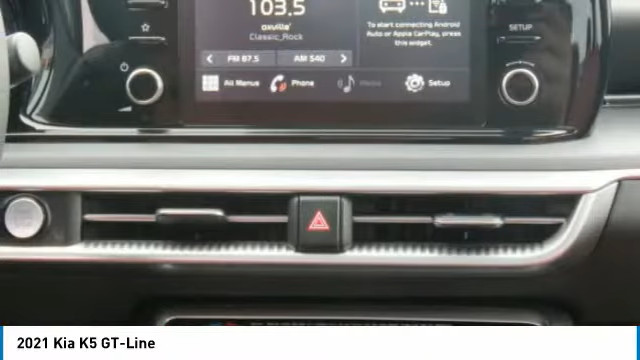 103.5
oxville'
Classic_Rock
To start connecting Android
Auto or Apple CarPlay, press
this widget.
SETUP
FM 87.5
AM 540
All Menus
Phone
Media
Setup
2021 Kia K5 GT-Line